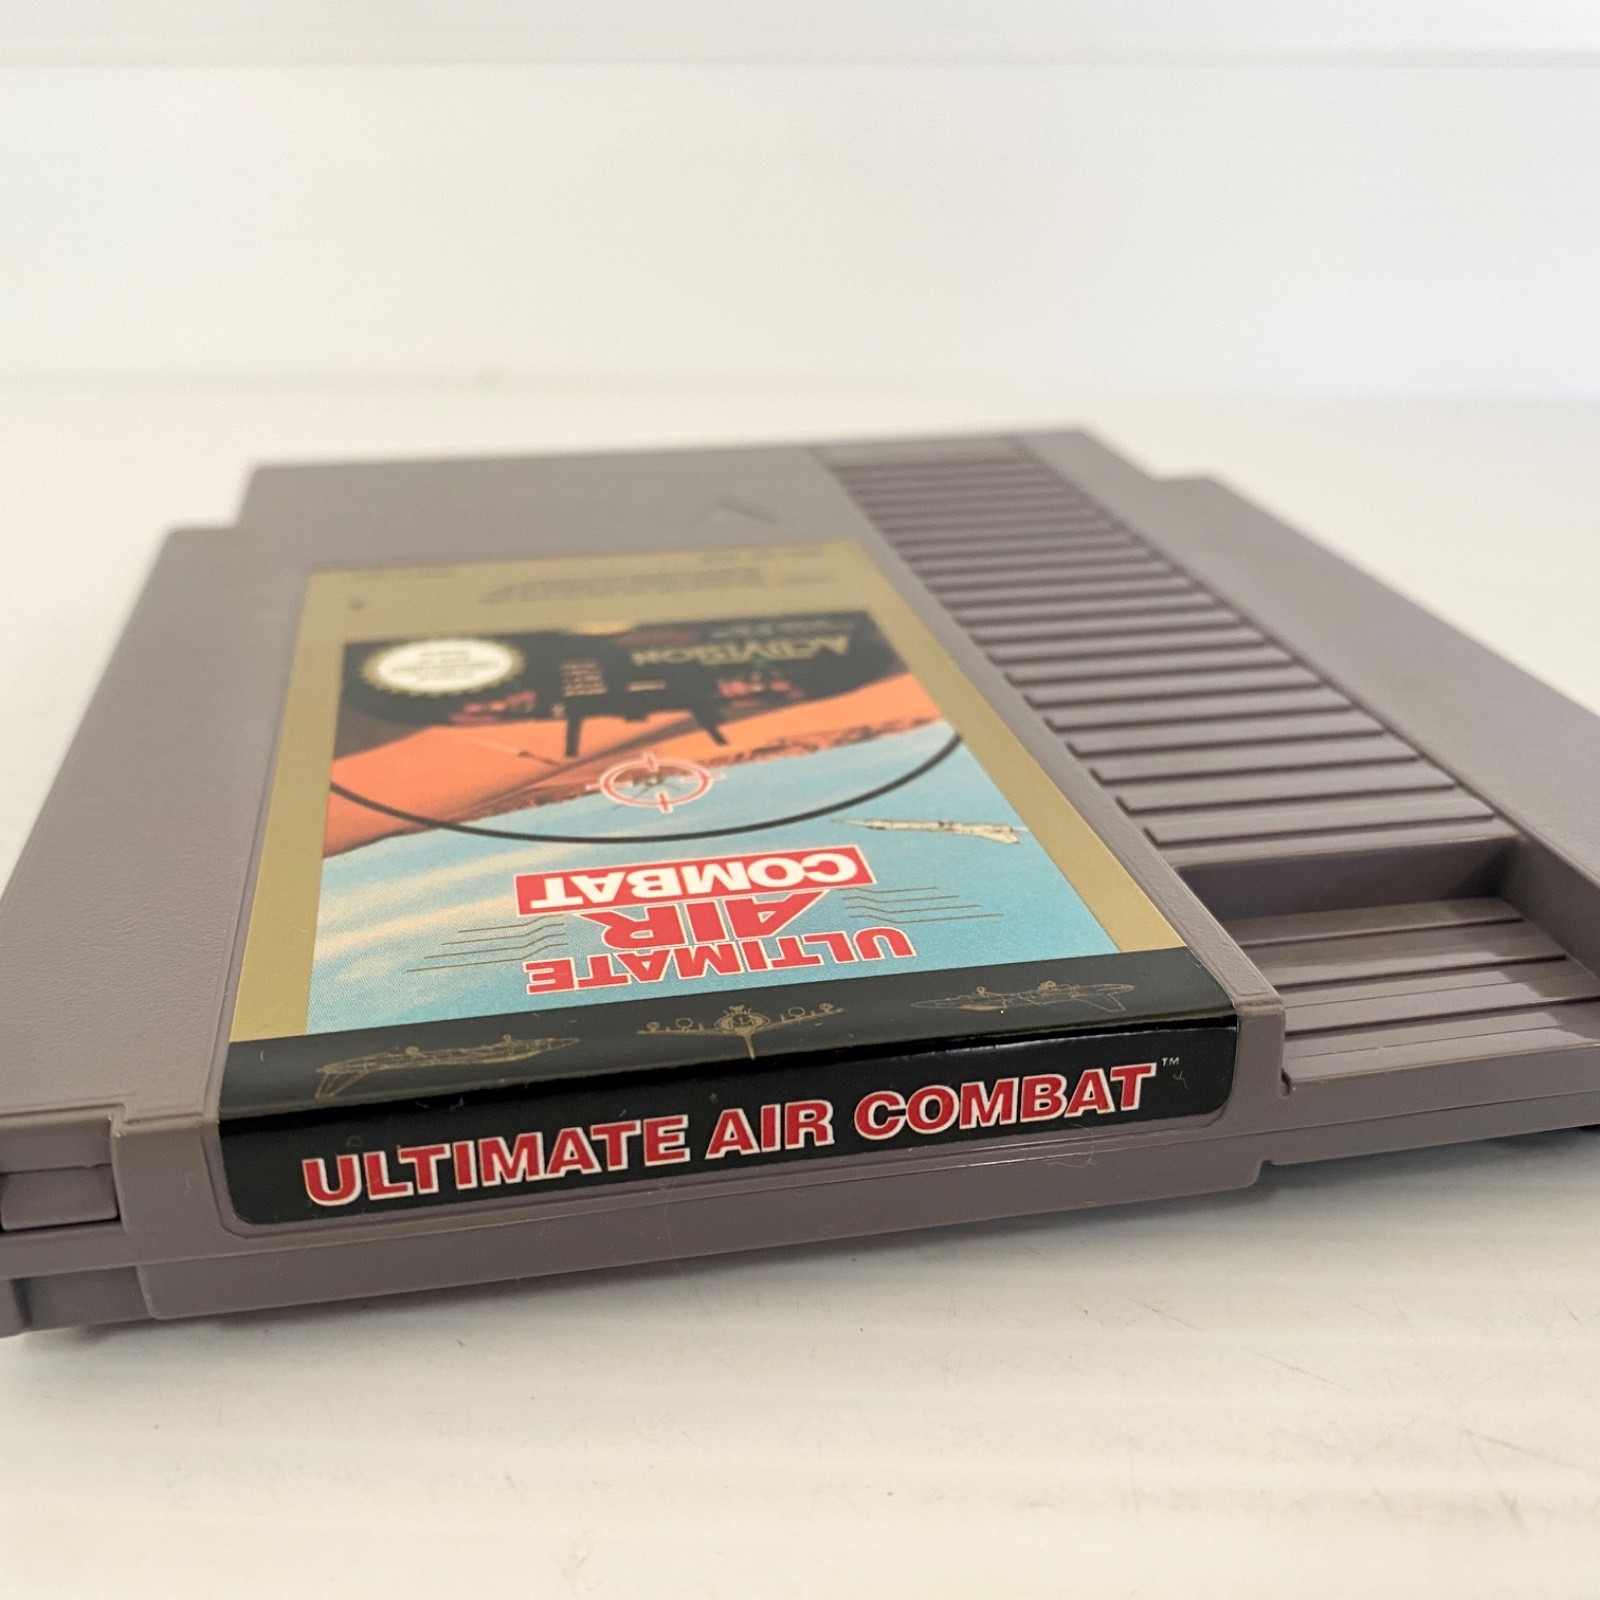 ULTIMATE AIR COMBAT™
ULTIMATE
AIR
COMBAT
ACTIVISION